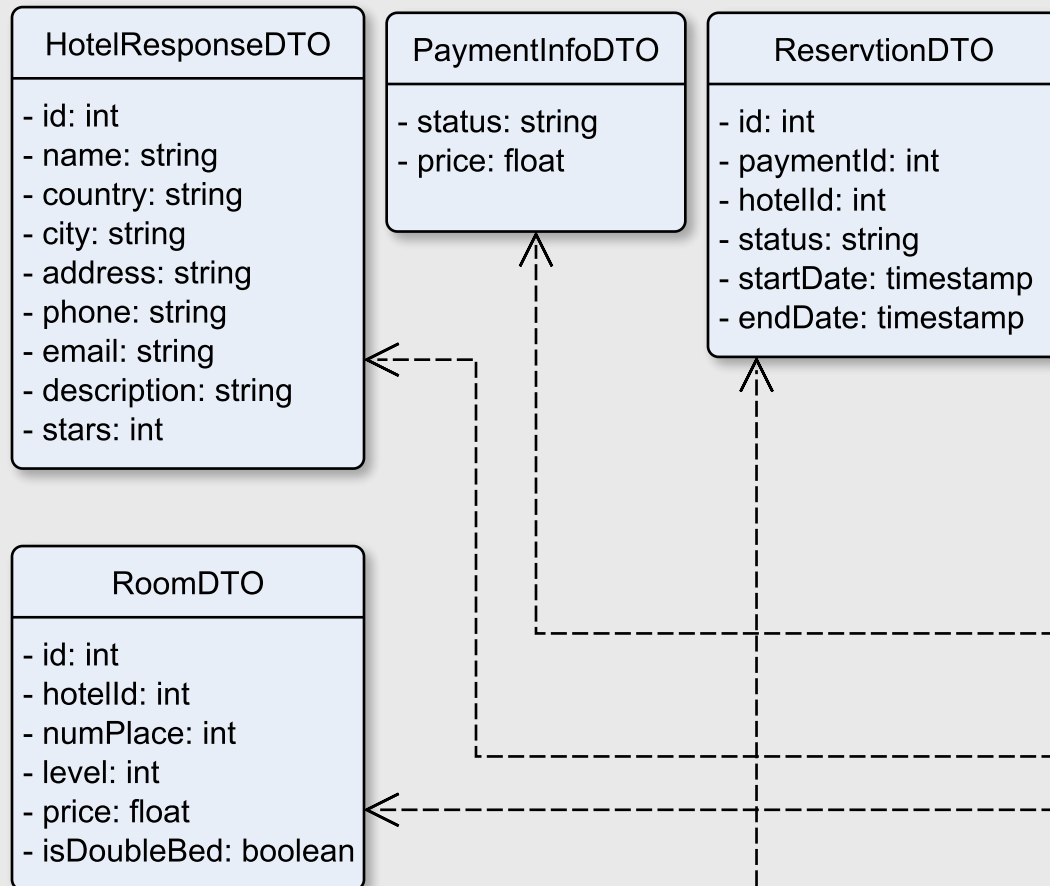 HotelResponseDTO
- id: int
- name: string
- country: string
- city: string
- address: string
- phone: string
- email: string
- description: string
- stars: int
PaymentInfoDTO
- status: string
- price: float
ReservtionDTO
- id: int
- paymentId: int
- hotelId: int
- status: string
- startDate: timestamp
- endDate: timestamp
RoomDTO
- id: int
- hotelId: int
- numPlace: int
- level: int
- price: float
- isDoubleBed: boolean